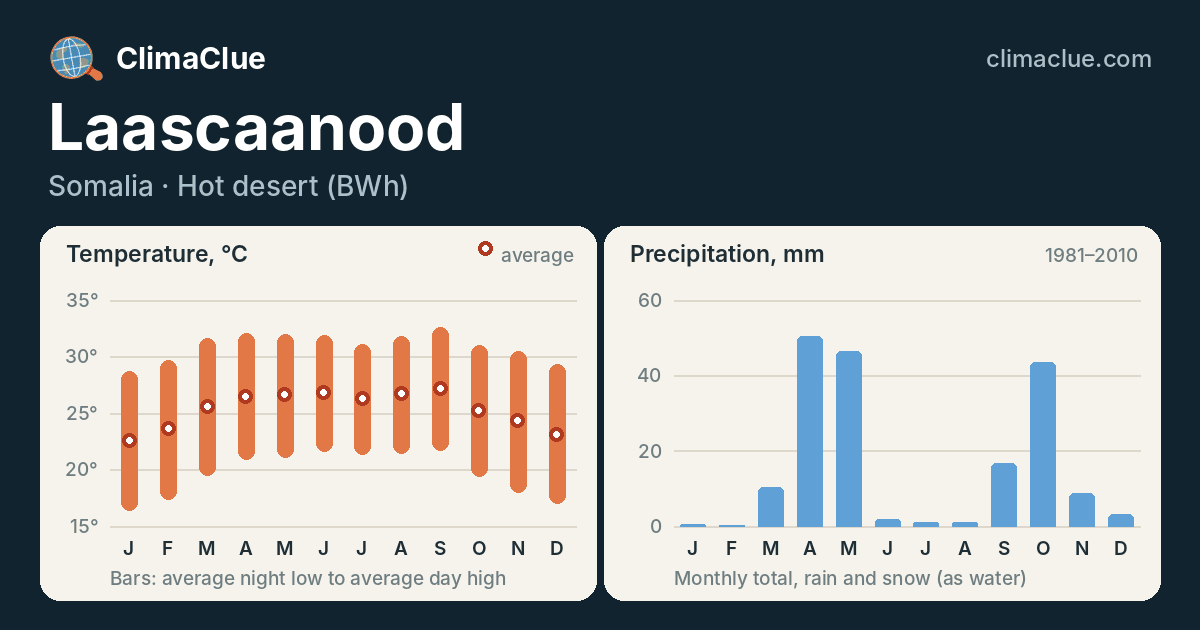 ClimaClue
climaclue.com
Laascaanood
Somalia · Hot desert (BWh)
Temperature, °C
average
35°
30°
25°
20°
15°
J F M A M J J A S O N D
Bars: average night low to average day high
Precipitation, mm
1981–2010
60
40
20
0
J F M A M J J A S O N D
Monthly total, rain and snow (as water)